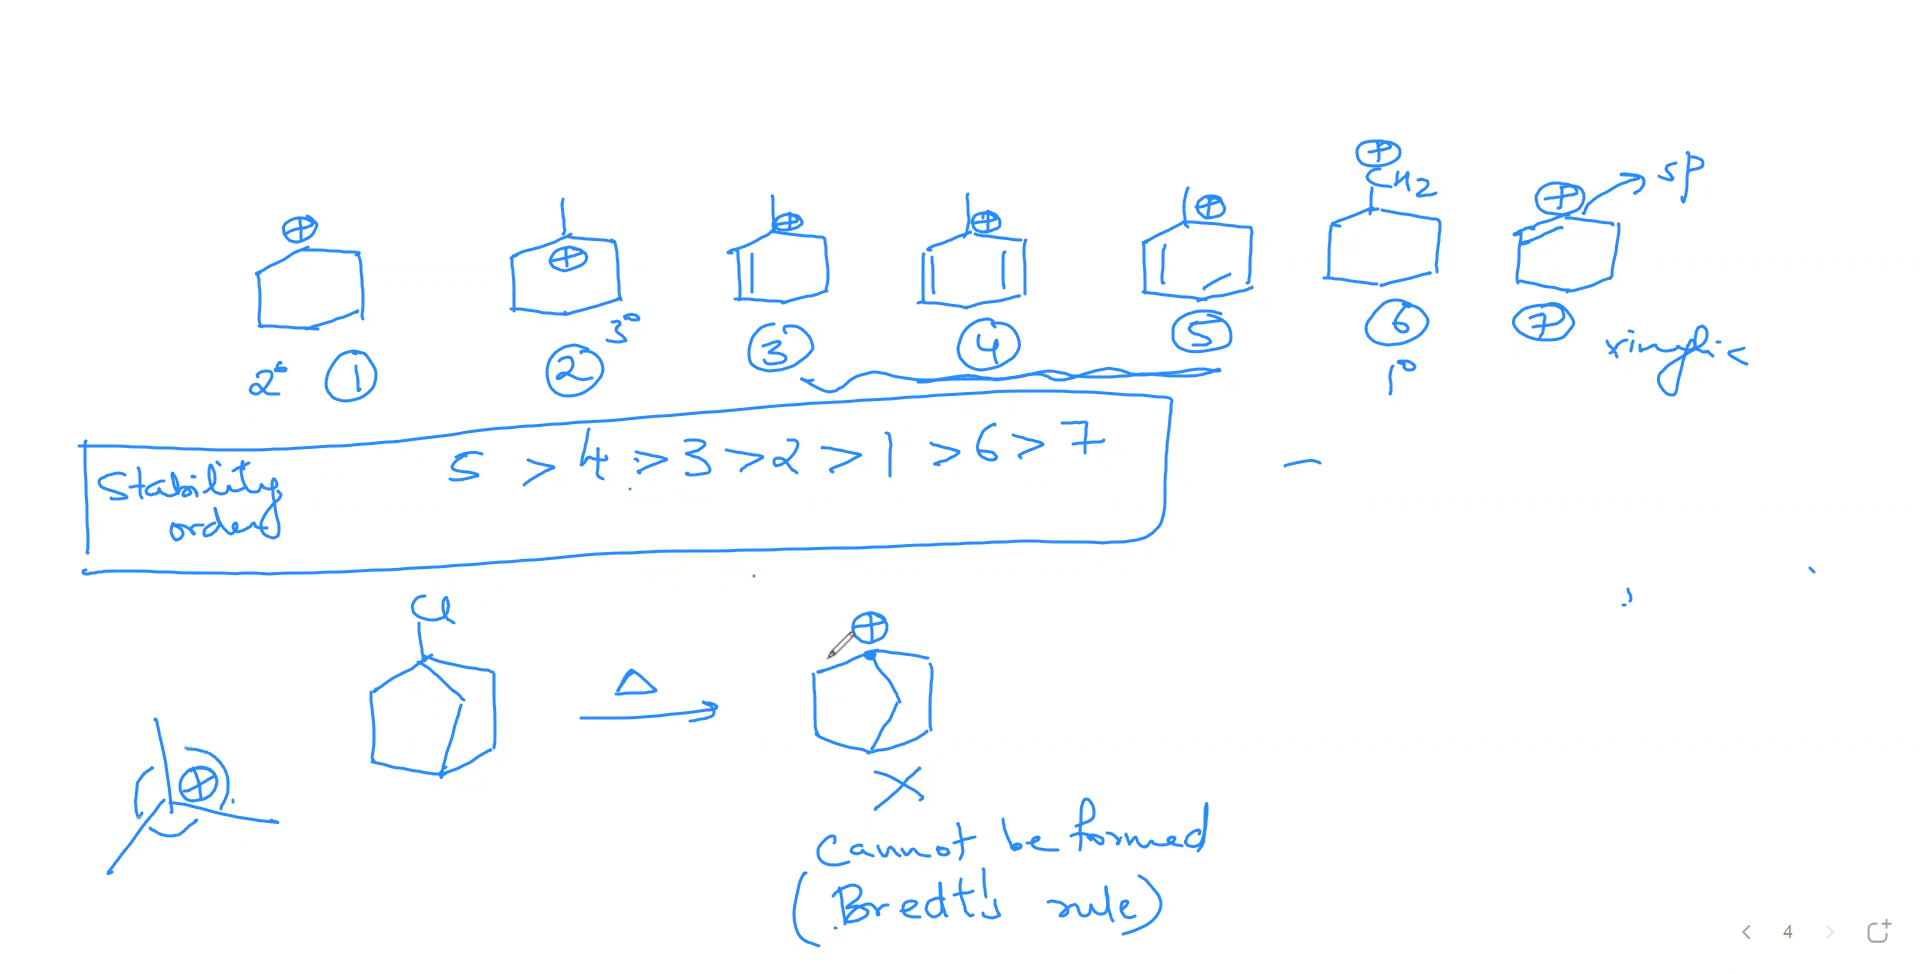 ⊕
CH2
⊕ → sp
⊕
⊕
⊕
⊕
⊕
2° ①
3°
②
③
④
⑤
⑥
1°
⑦
vinylic
Stability order
5 > 4 > 3 > 2 > 1 > 6 > 7
Cl
Δ
⊕
⊕
X
Cannot be formed
(Bredt's rule)
4